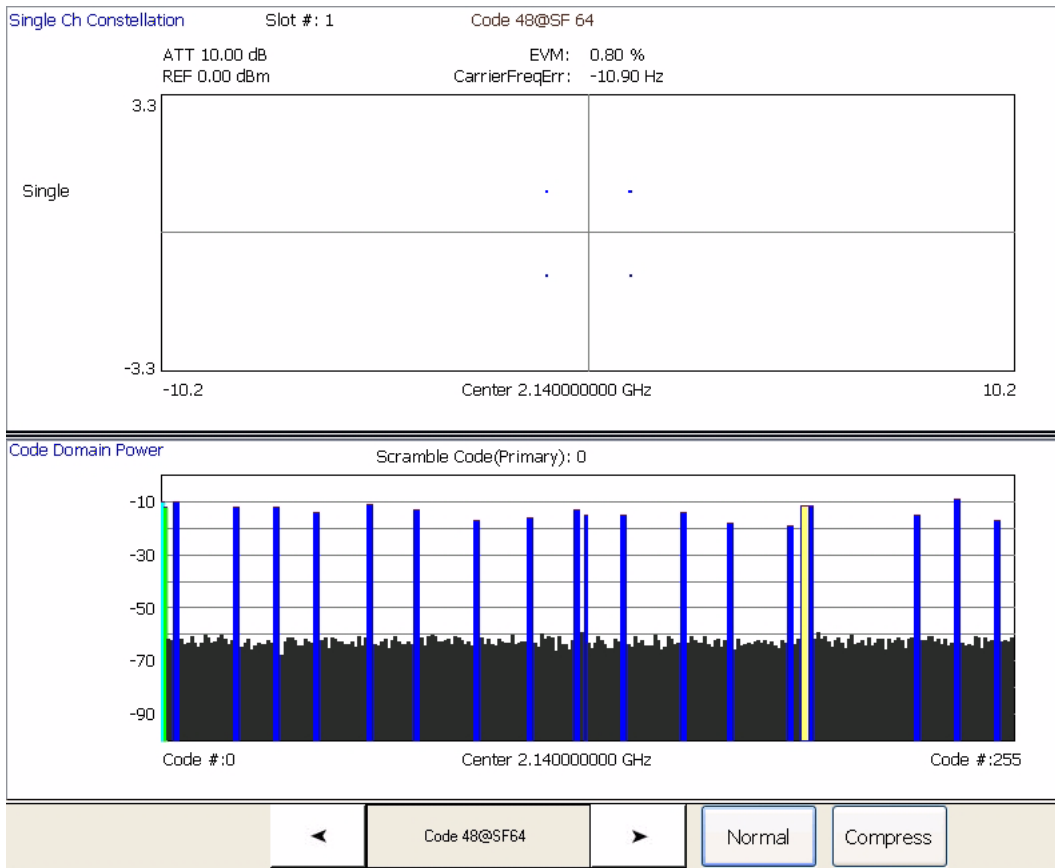 Single Ch Constellation Slot #: 1 Code 48@SF 64
ATT 10.00 dB EVM: 0.80 %
REF 0.00 dBm CarrierFreqErr: -10.90 Hz
3.3
Single
-3.3
-10.2 Center 2.140000000 GHz 10.2
Code Domain Power Scramble Code(Primary): 0
-10
-30
-50
-70
-90
Code #:0 Center 2.140000000 GHz Code #:255
Code 48@SF64 Normal Compress